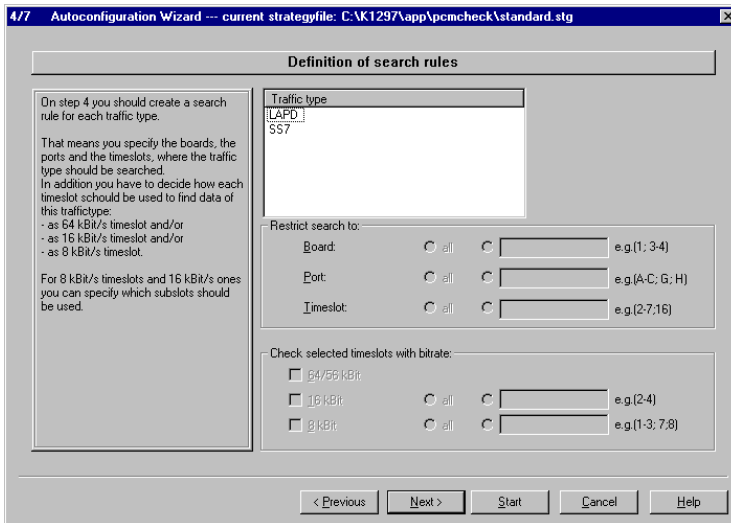 4/7 Autoconfiguration Wizard --- current strategyfile: C:\K1297\app\pcmcheck\standard.stg
Definition of search rules
On step 4 you should create a search
rule for each traffic type.
That means you specify the boards, the
ports and the timeslots, where the traffic
type should be searched.
In addition you have to decide how each
timeslot schould be used to find data of
this traffictype:
- as 64 kBit/s timeslot and/or
- as 16 kBit/s timeslot and/or
- as 8 kBit/s timeslot.
For 8 kBit/s timeslots and 16 kBit/s ones
you can specify which subslots should
be used.
Traffic type
LAPD
SS7
Restrict search to:
Board: all e.g.(1; 3-4)
Port: all e.g.(A-C; G; H)
Timeslot: all e.g.(2-7;16)
Check selected timeslots with bitrate:
64/56 kBit
16 kBit all e.g.(2-4)
8 kBit all e.g.(1-3; 7;8)
< Previous Next > Start Cancel Help